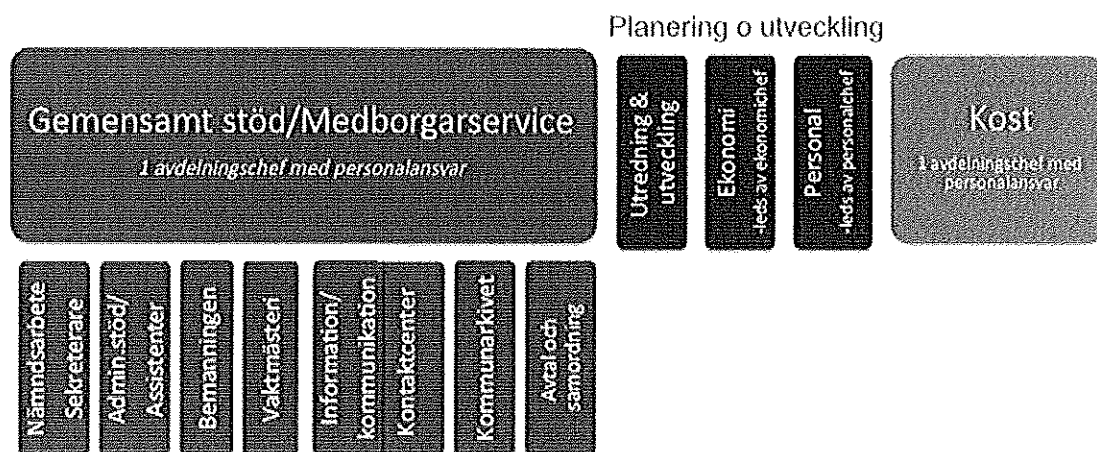 Planering o utveckling
Gemensamt stöd/Medborgarservice
1 avdelningschef med personalansvar
Utredning &
utveckling
Ekonomi
-leds av ekonomichef
Personal
-leds av personalchef
Kost
1 avdelningschef med
personalansvar
Nämndsarbete
Sekreterare
Admin.stöd/
Assistenter
Bemanningen
Vaktmästeri
Information/
kommunikation
Kontaktcenter
Kommunarkivet
Avtal och
samordning